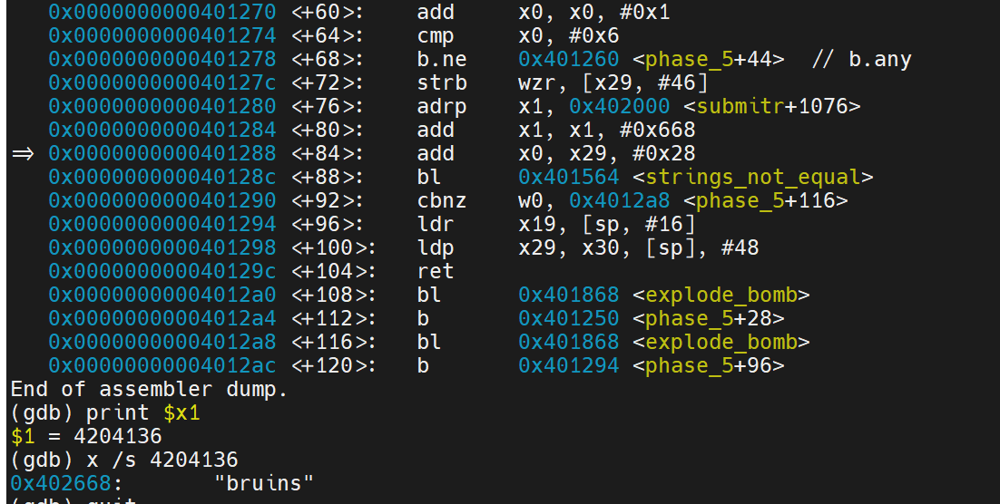 0x0000000000401270 <+60>: add x0, x0, #0x1
0x0000000000401274 <+64>: cmp x0, #0x6
0x0000000000401278 <+68>: b.ne 0x401260 <phase_5+44> // b.any
0x000000000040127c <+72>: strb wzr, [x29, #46]
0x0000000000401280 <+76>: adrp x1, 0x402000 <submitr+1076>
0x0000000000401284 <+80>: add x1, x1, #0x668
=> 0x0000000000401288 <+84>: add x0, x29, #0x28
0x000000000040128c <+88>: bl 0x401564 <strings_not_equal>
0x0000000000401290 <+92>: cbnz w0, 0x4012a8 <phase_5+116>
0x0000000000401294 <+96>: ldr x19, [sp, #16]
0x0000000000401298 <+100>: ldp x29, x30, [sp], #48
0x000000000040129c <+104>: ret
0x00000000004012a0 <+108>: bl 0x401868 <explode_bomb>
0x00000000004012a4 <+112>: b 0x401250 <phase_5+28>
0x00000000004012a8 <+116>: bl 0x401868 <explode_bomb>
0x00000000004012ac <+120>: b 0x401294 <phase_5+96>
End of assembler dump.
(gdb) print $x1
$1 = 4204136
(gdb) x /s 4204136
0x402668: "bruins"
(gdb) quit